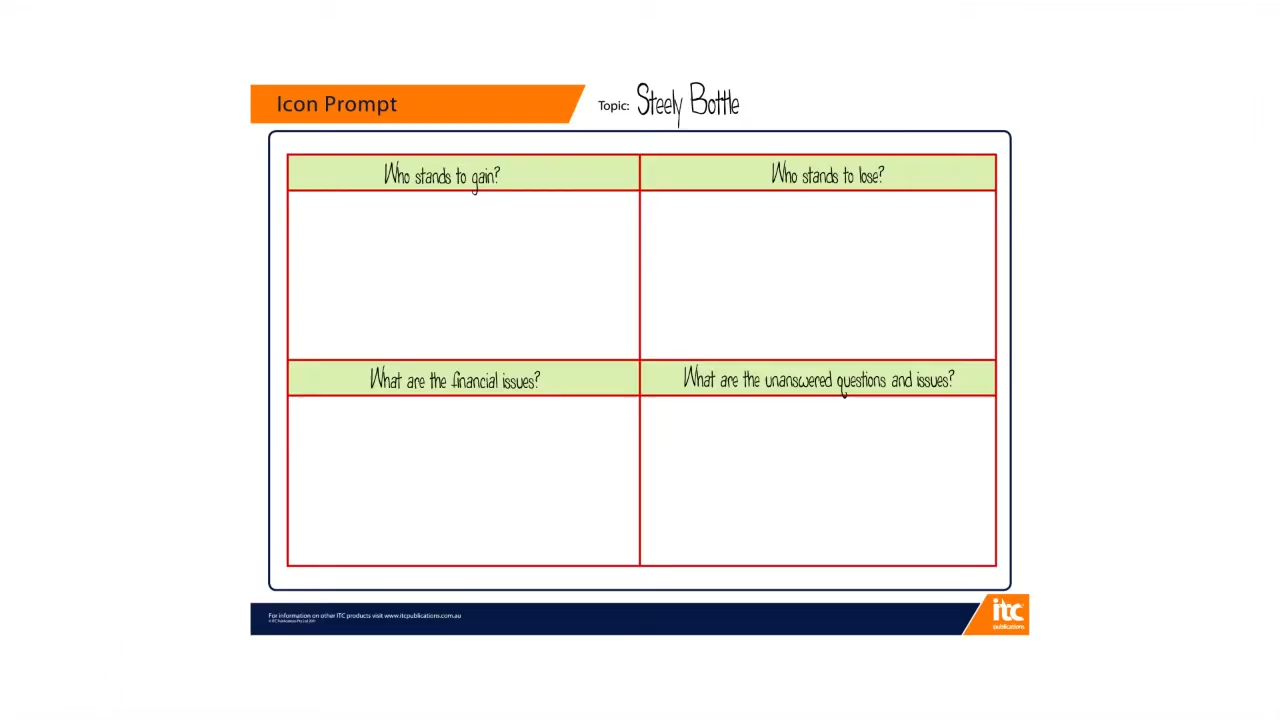 Icon Prompt
Topic: Steely Bottle
Who stands to gain?
Who stands to lose?
What are the financial issues?
What are the unanswered questions and issues?
For information on other ITC products visit www.itcpublications.com.au
itc
publications